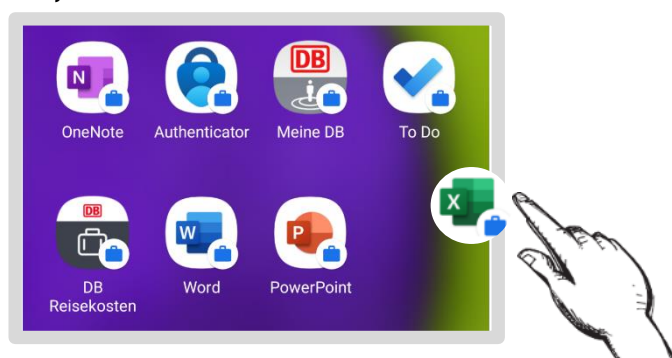 N
DB
OneNote
Authenticator
Meine DB
To Do
X
DB
W
P
DB
Reisekosten
Word
PowerPoint